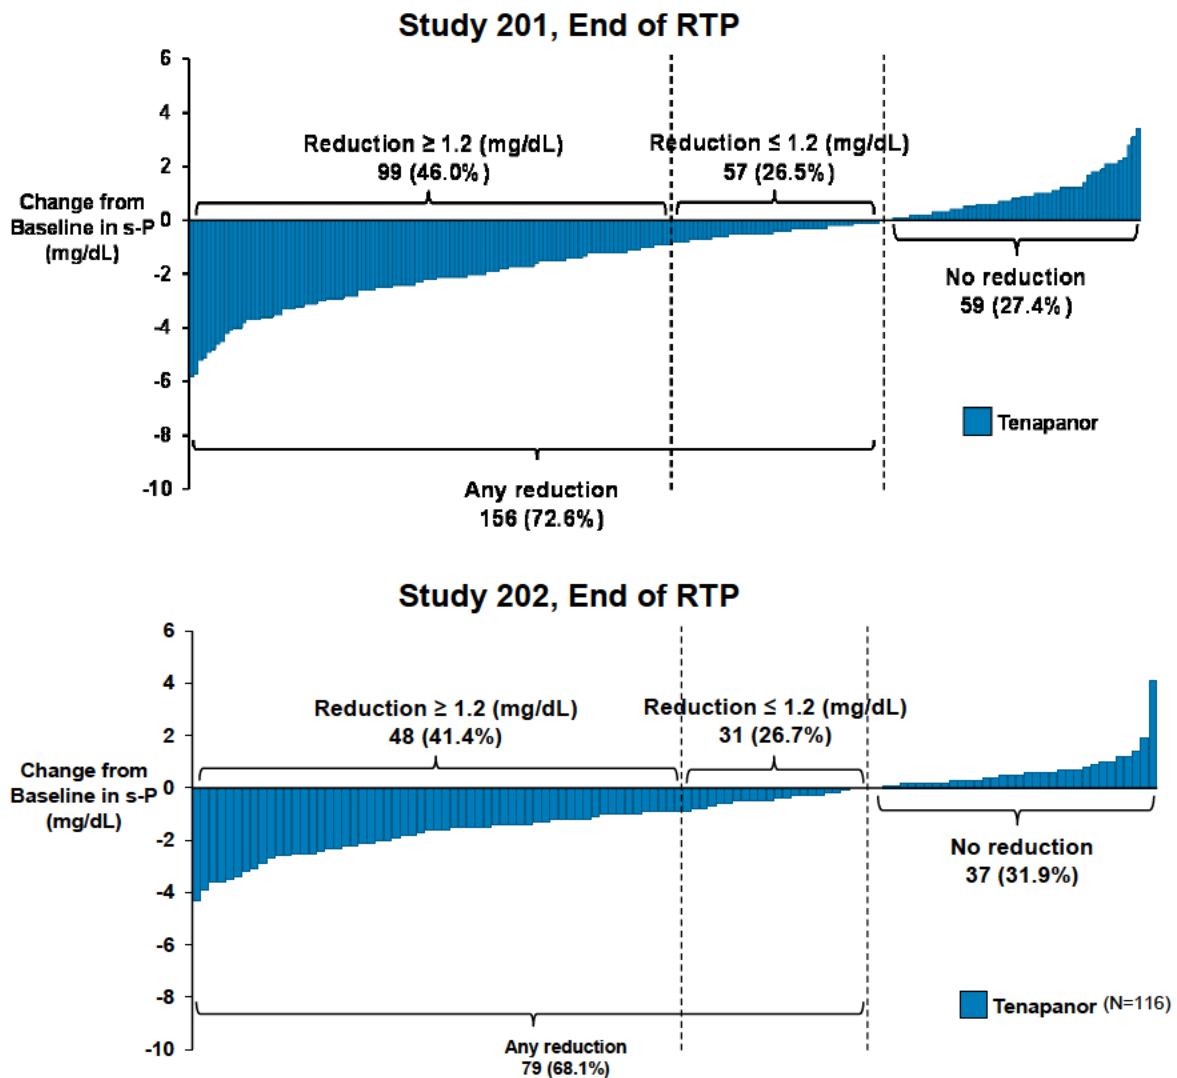 Study 201, End of RTP
6
4
2
0
-2
-4
-6
-8
-10
Change from
Baseline in s-P
(mg/dL)
Reduction ≥ 1.2 (mg/dL)
99 (46.0%)
Reduction ≤ 1.2 (mg/dL)
57 (26.5%)
No reduction
59 (27.4%)
Tenapanor
Any reduction
156 (72.6%)
Study 202, End of RTP
6
4
2
0
-2
-4
-6
-8
-10
Change from
Baseline in s-P
(mg/dL)
Reduction ≥ 1.2 (mg/dL)
48 (41.4%)
Reduction ≤ 1.2 (mg/dL)
31 (26.7%)
No reduction
37 (31.9%)
Tenapanor (N=116)
Any reduction
79 (68.1%)